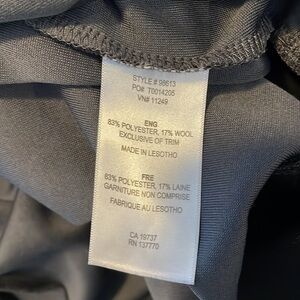 STYLE # 98613
PO# T0014205
VN# 11249
ENG
83% POLYESTER, 17% WOOL
EXCLUSIVE OF TRIM
MADE IN LESOTHO
FRE
83% POLYESTER, 17% LAINE
GARNITURE NON COMPRISE
FABRIQUE AU LESOTHO
CA 19737
RN 137770